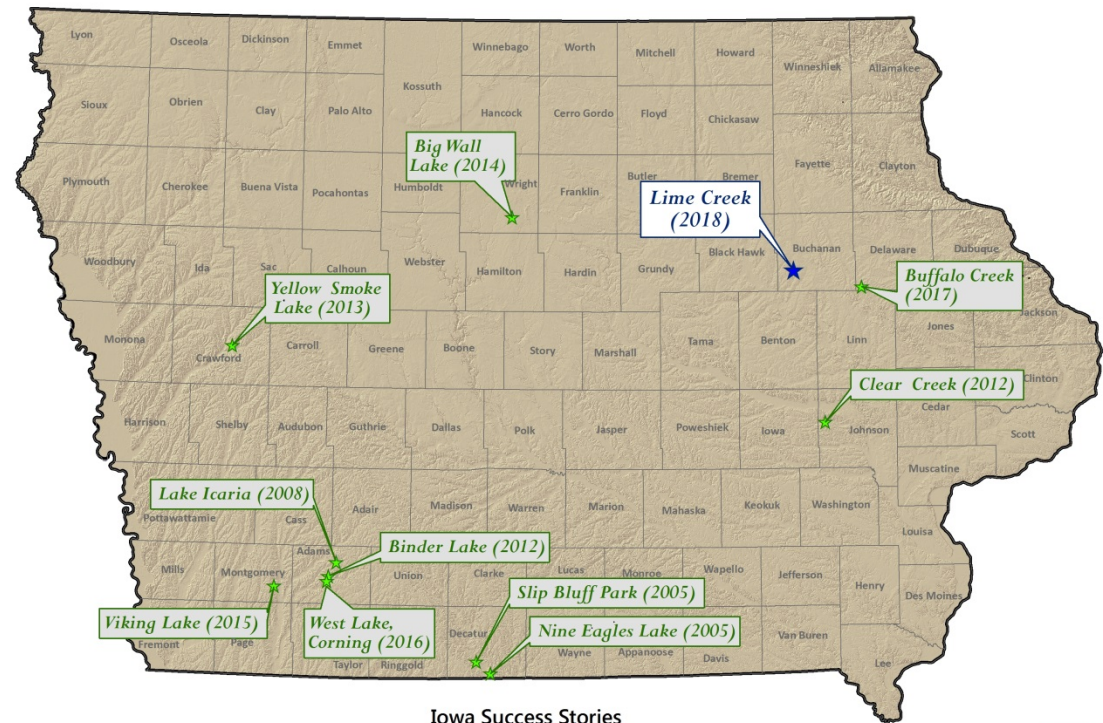 Lyon
Osceola
Dickinson
Emmet
Winnebago
Worth
Mitchell
Howard
Winneshiek
Allamakee
Kossuth
Sioux
Obrien
Clay
Palo Alto
Hancock
Cerro Gordo
Floyd
Chickasaw
Big Wall
Lake (2014)
Fayette
Clayton
Plymouth
Cherokee
Buena Vista
Pocahontas
Humboldt
Wright
Franklin
Butler
Bremer
Lime Creek
(2018)
Woodbury
Ida
Sac
Calhoun
Webster
Hamilton
Hardin
Grundy
Black Hawk
Buchanan
Delaware
Dubuque
Yellow Smoke
Lake (2013)
Buffalo Creek
(2017)
Jackson
Monona
Crawford
Carroll
Greene
Boone
Story
Marshall
Tama
Benton
Linn
Jones
Clear Creek (2012)
Clinton
Cedar
Harrison
Shelby
Audubon
Guthrie
Dallas
Polk
Jasper
Poweshiek
Iowa
Johnson
Scott
Muscatine
Lake Icaria (2008)
Pottawattamie
Cass
Adair
Madison
Warren
Marion
Mahaska
Keokuk
Washington
Louisa
Adams
Binder Lake (2012)
Mills
Montgomery
Union
Clarke
Lucas
Monroe
Wapello
Jefferson
Henry
Des Moines
Slip Bluff Park (2005)
Viking Lake (2015)
West Lake,
Corning (2016)
Decatur
Nine Eagles Lake (2005)
Van Buren
Fremont
Page
Taylor
Ringgold
Wayne
Appanoose
Davis
Lee
Iowa Success Stories